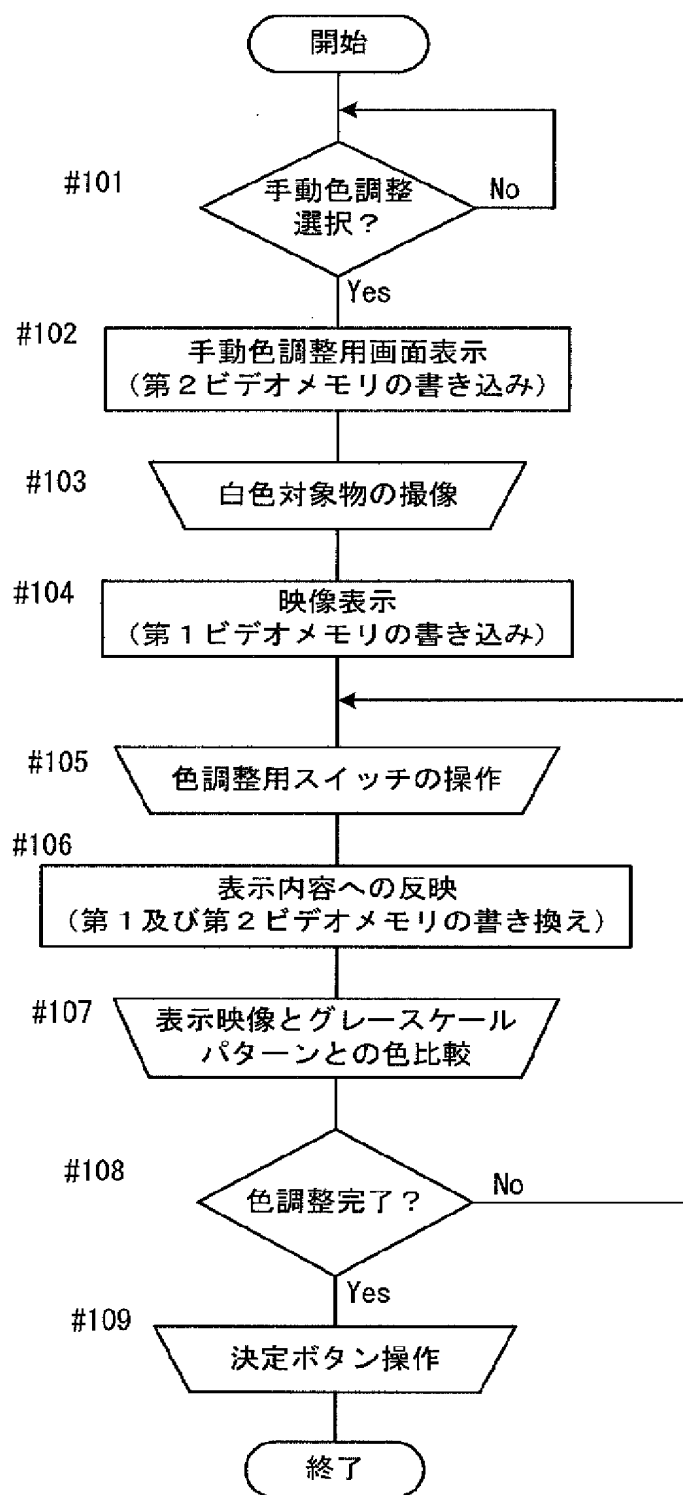 開始
#101
手動色調整
選択？
No
Yes
#102
手動色調整用画面表示
（第２ビデオメモリの書き込み）
#103
白色対象物の撮像
#104
映像表示
（第１ビデオメモリの書き込み）
#105
色調整用スイッチの操作
#106
表示内容への反映
（第１及び第２ビデオメモリの書き換え）
#107
表示映像とグレースケール
パターンとの色比較
#108
色調整完了？
No
Yes
#109
決定ボタン操作
終了